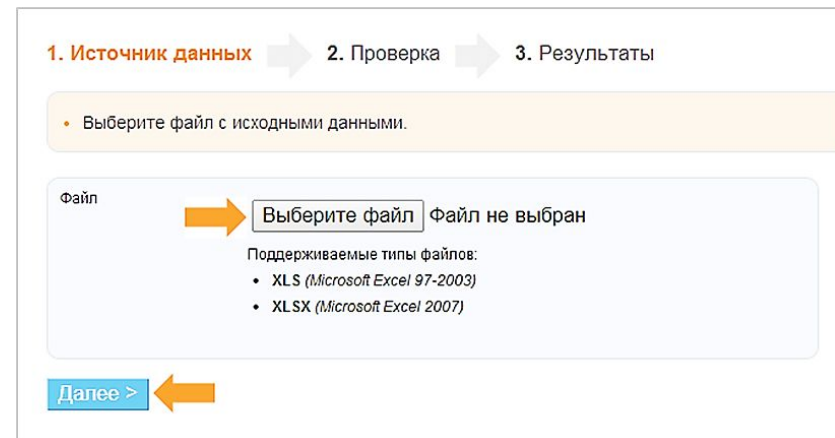 1. Источник данных 2. Проверка 3. Результаты
• Выберите файл с исходными данными.
Файл
Выберите файл Файл не выбран
Поддерживаемые типы файлов:
• XLS (Microsoft Excel 97-2003)
• XLSX (Microsoft Excel 2007)
Далее >